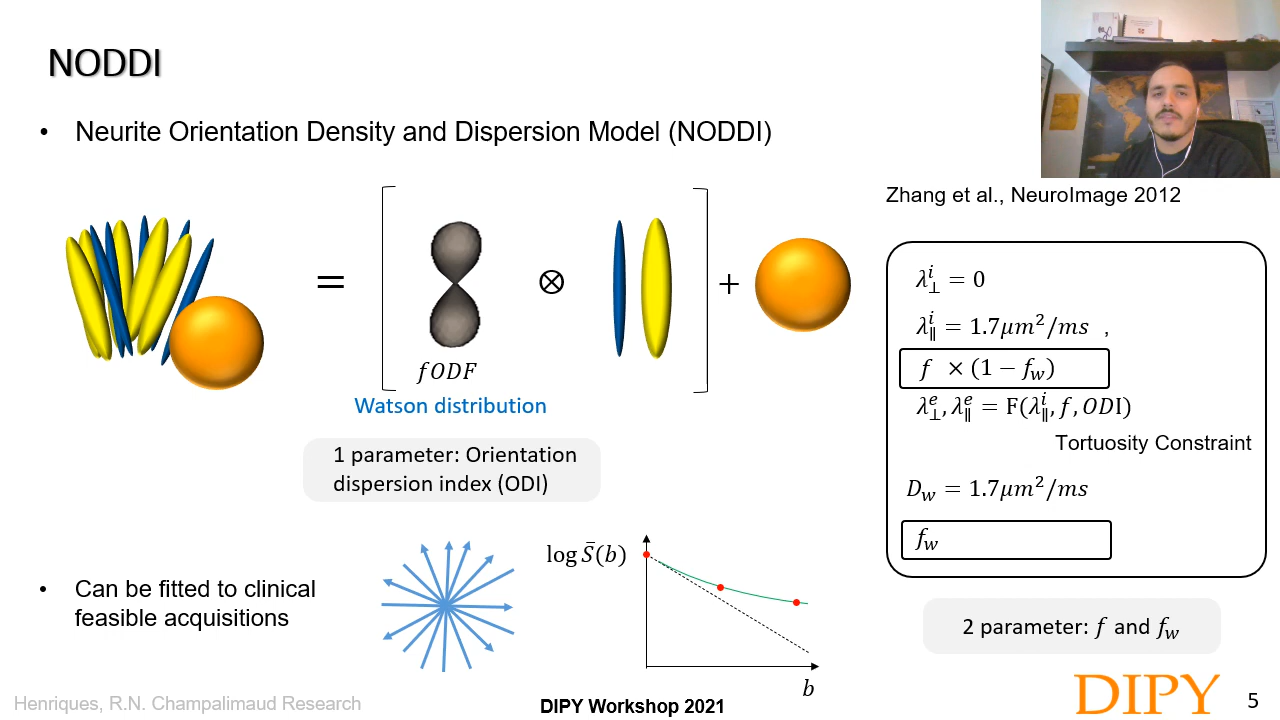 NODDI
• Neurite Orientation Density and Dispersion Model (NODDI)
Zhang et al., NeuroImage 2012
=
⊗
+
fODF
Watson distribution
1 parameter: Orientation
dispersion index (ODI)
λ⊥^i = 0
λ∥^i = 1.7μm²/ms ,
f × (1 − f_w)
λ⊥^e, λ∥^e = F(λ∥^i, f, ODI)
Tortuosity Constraint
D_w = 1.7μm²/ms
f_w
2 parameter: f and f_w
• Can be fitted to clinical
feasible acquisitions
log S̄(b)
b
Henriques, R.N. Champalimaud Research
DIPY Workshop 2021
DIPY
5